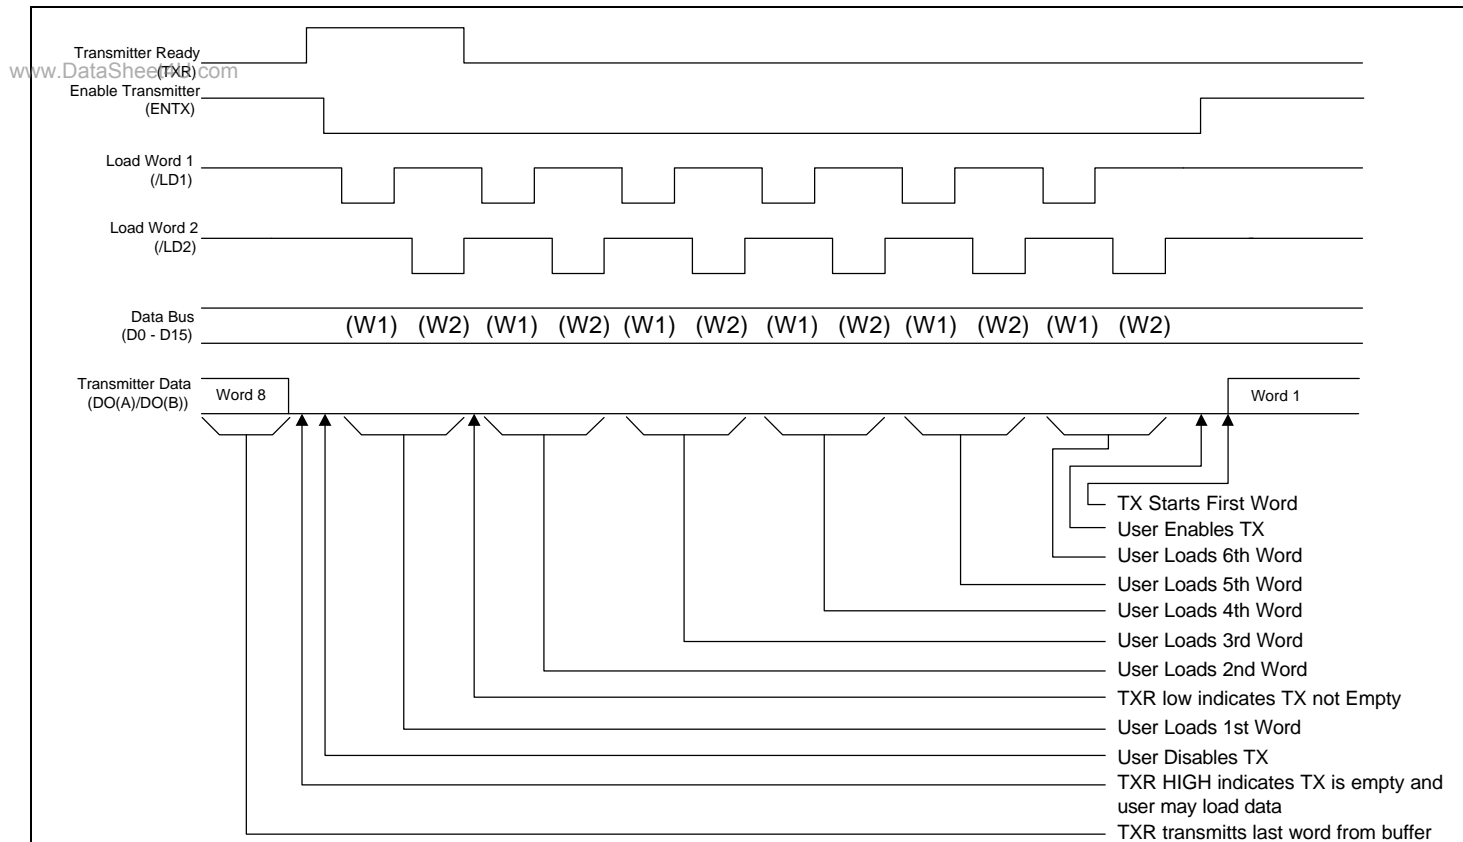 Transmitter Ready
(TXR)
www.DataSheet4U.com
Enable Transmitter
(ENTX)
Load Word 1
(/LD1)
Load Word 2
(/LD2)
Data Bus
(D0 - D15)
(W1) (W2) (W1) (W2) (W1) (W2) (W1) (W2) (W1) (W2) (W1) (W2)
Transmitter Data
(DO(A)/DO(B))
Word 8
Word 1
TX Starts First Word
User Enables TX
User Loads 6th Word
User Loads 5th Word
User Loads 4th Word
User Loads 3rd Word
User Loads 2nd Word
TXR low indicates TX not Empty
User Loads 1st Word
User Disables TX
TXR HIGH indicates TX is empty and
user may load data
TXR transmitts last word from buffer